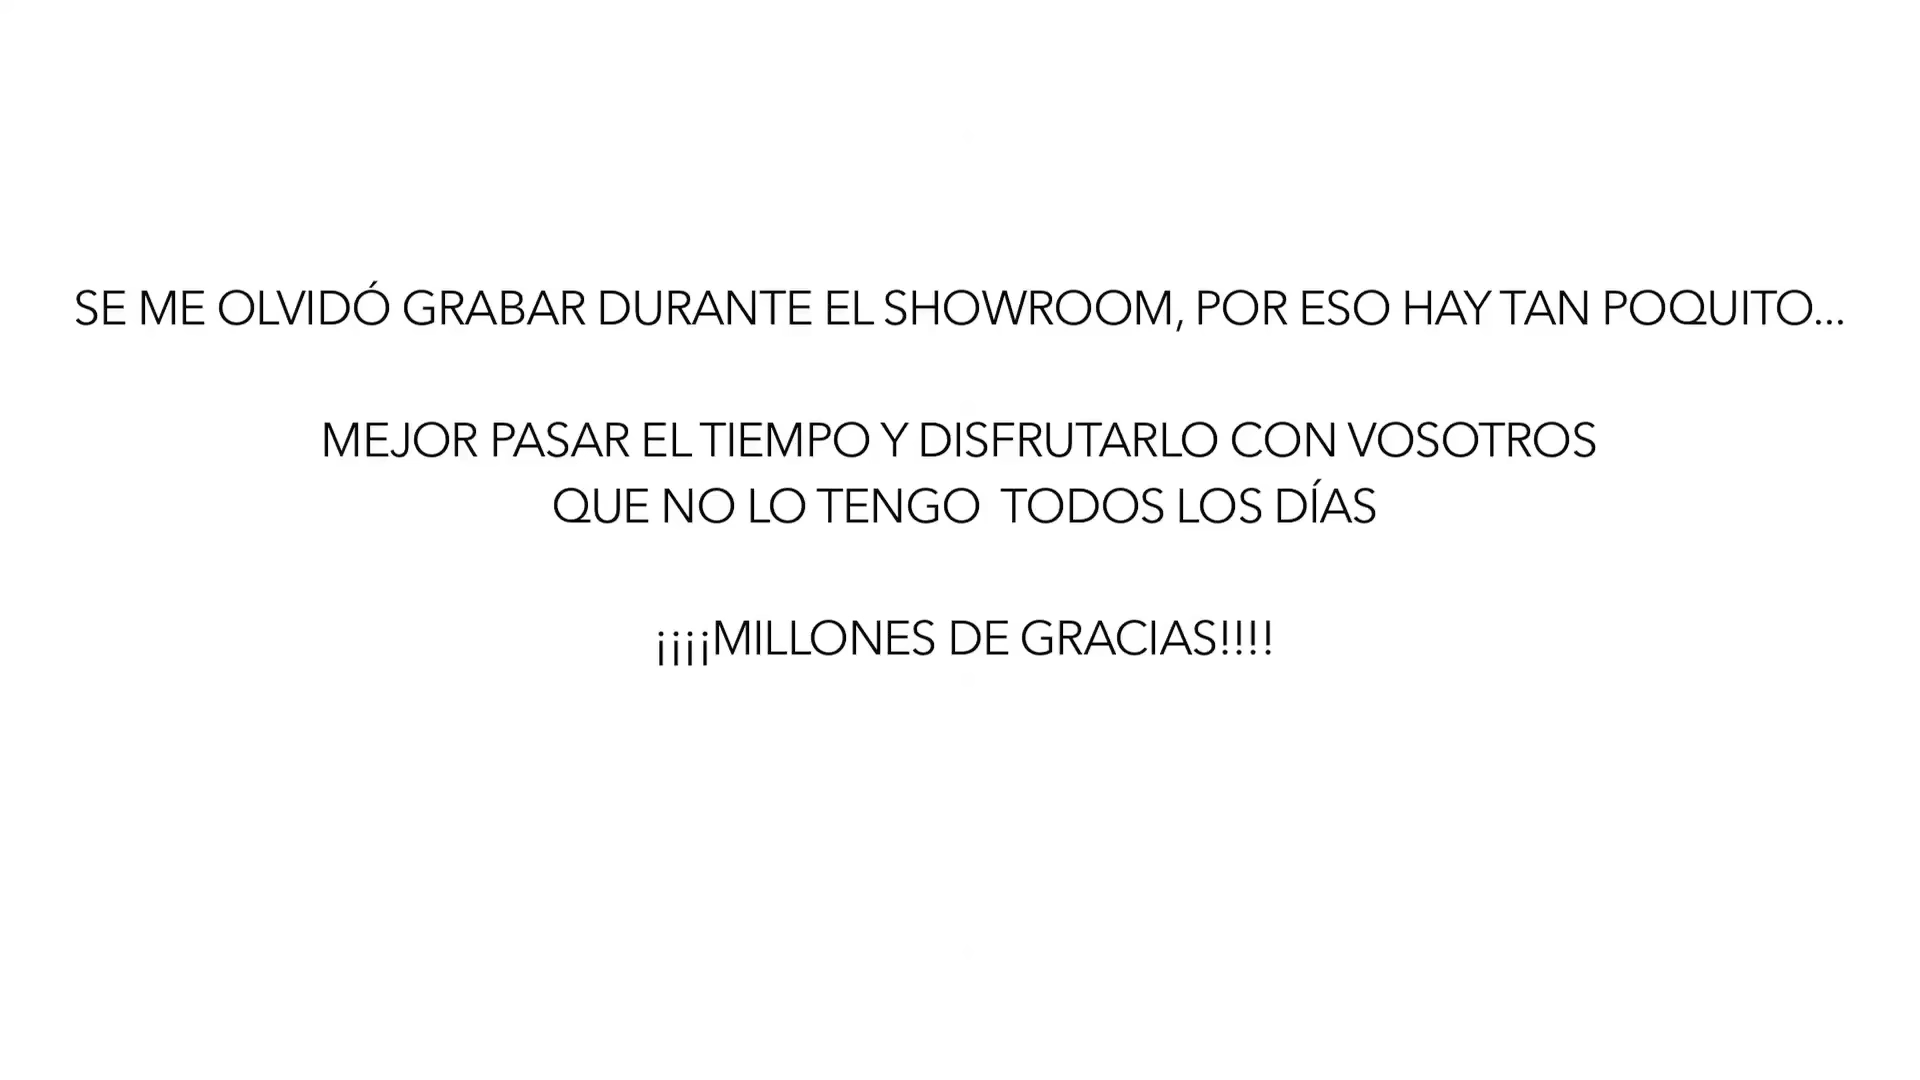 SE ME OLVIDÓ GRABAR DURANTE EL SHOWROOM, POR ESO HAY TAN POQUITO...
MEJOR PASAR EL TIEMPO Y DISFRUTARLO CON VOSOTROS
QUE NO LO TENGO  TODOS LOS DÍAS
¡¡¡¡MILLONES DE GRACIAS!!!!